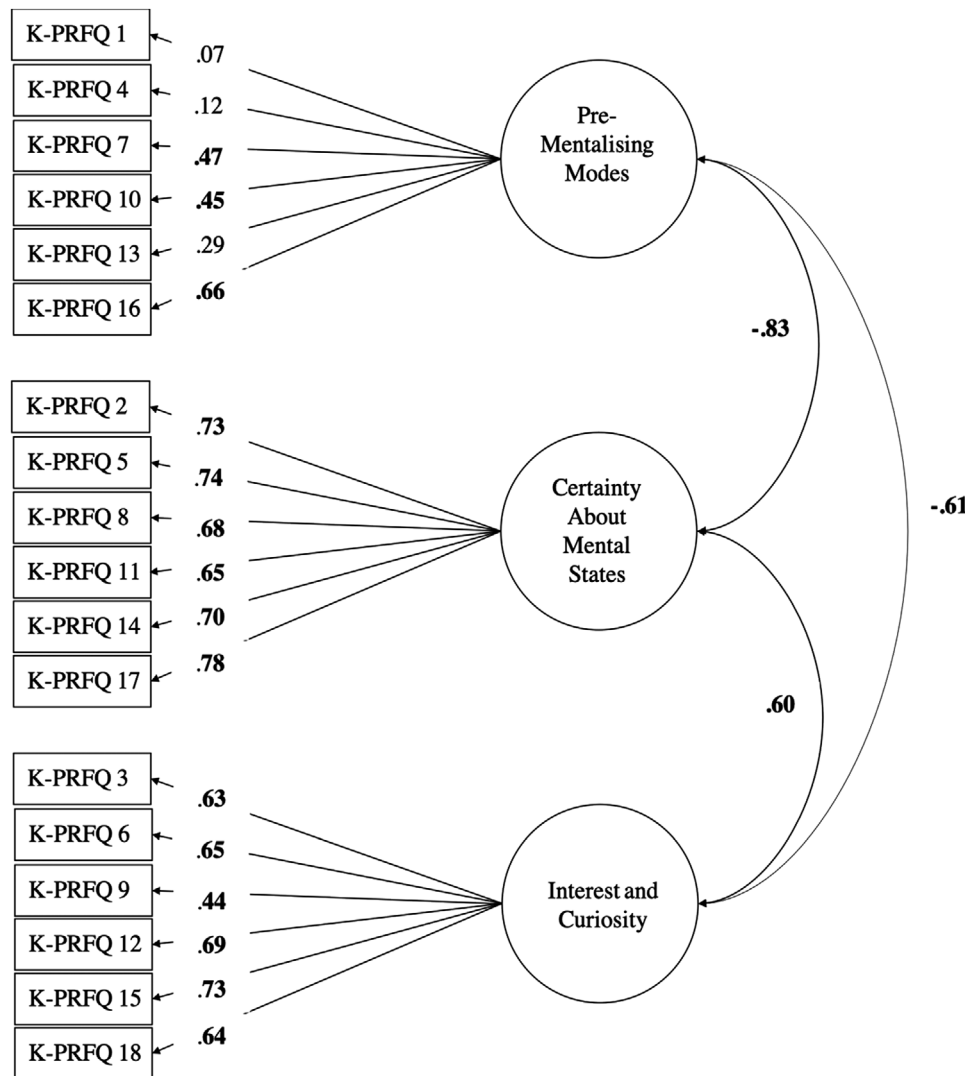 K-PRFQ 1
.07
K-PRFQ 4
.12
K-PRFQ 7
.47
K-PRFQ 10
.45
K-PRFQ 13
.29
K-PRFQ 16
.66
Pre-
Mentalising
Modes
-.83
-.61
K-PRFQ 2
.73
K-PRFQ 5
.74
K-PRFQ 8
.68
K-PRFQ 11
.65
K-PRFQ 14
.70
K-PRFQ 17
.78
Certainty
About
Mental
States
.60
K-PRFQ 3
.63
K-PRFQ 6
.65
K-PRFQ 9
.44
K-PRFQ 12
.69
K-PRFQ 15
.73
K-PRFQ 18
.64
Interest and
Curiosity